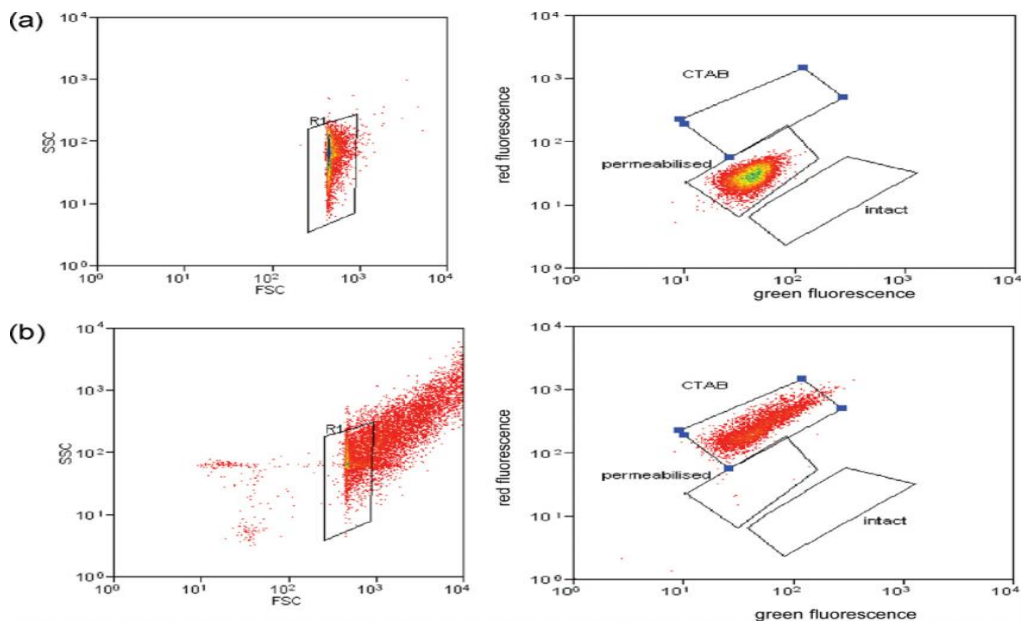 (a)
10⁴
10³
10²
10¹
10⁰
SSC
R1
10⁰ 10¹ 10² 10³ 10⁴
FSC
10⁴
10³
10²
10¹
10⁰
red fluorescence
CTAB
permeabilised
intact
10⁰ 10¹ 10² 10³ 10⁴
green fluorescence
(b)
10⁴
10³
10²
10¹
10⁰
SSC
R1
10⁰ 10¹ 10² 10³ 10⁴
FSC
10⁴
10³
10²
10¹
10⁰
red fluorescence
CTAB
permeabilised
intact
10⁰ 10¹ 10² 10³ 10⁴
green fluorescence